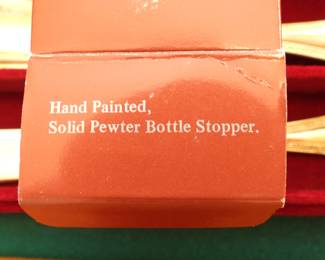 Hand Painted,
Solid Pewter Bottle Stopper.